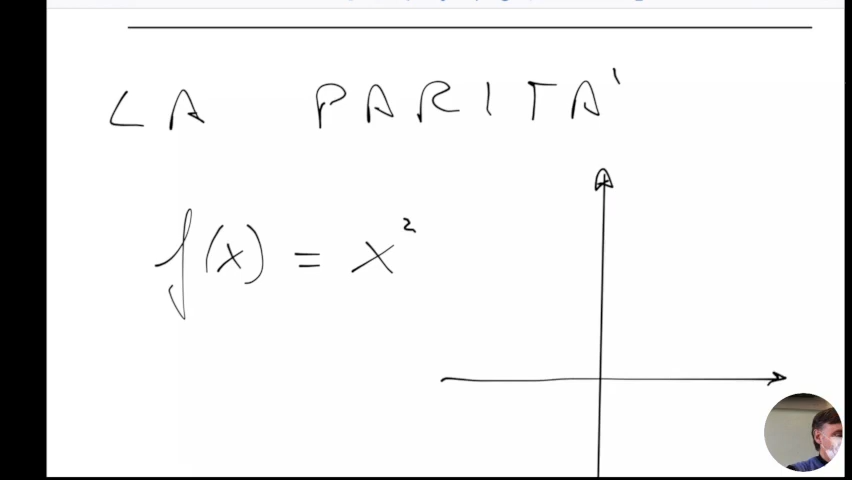 LA PARITA'
f(x) = x²